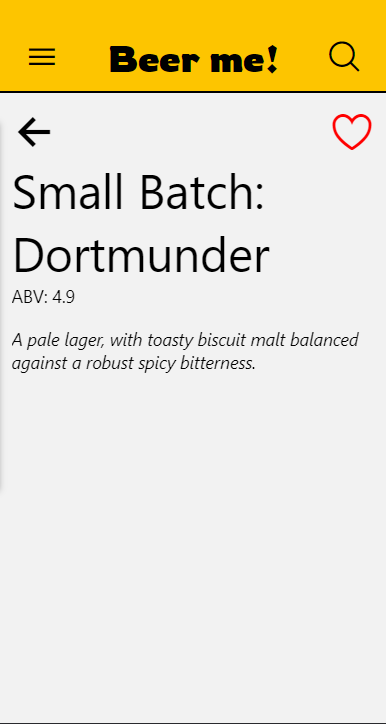 Beer me!
Small Batch:
Dortmunder
ABV: 4.9
A pale lager, with toasty biscuit malt balanced
against a robust spicy bitterness.